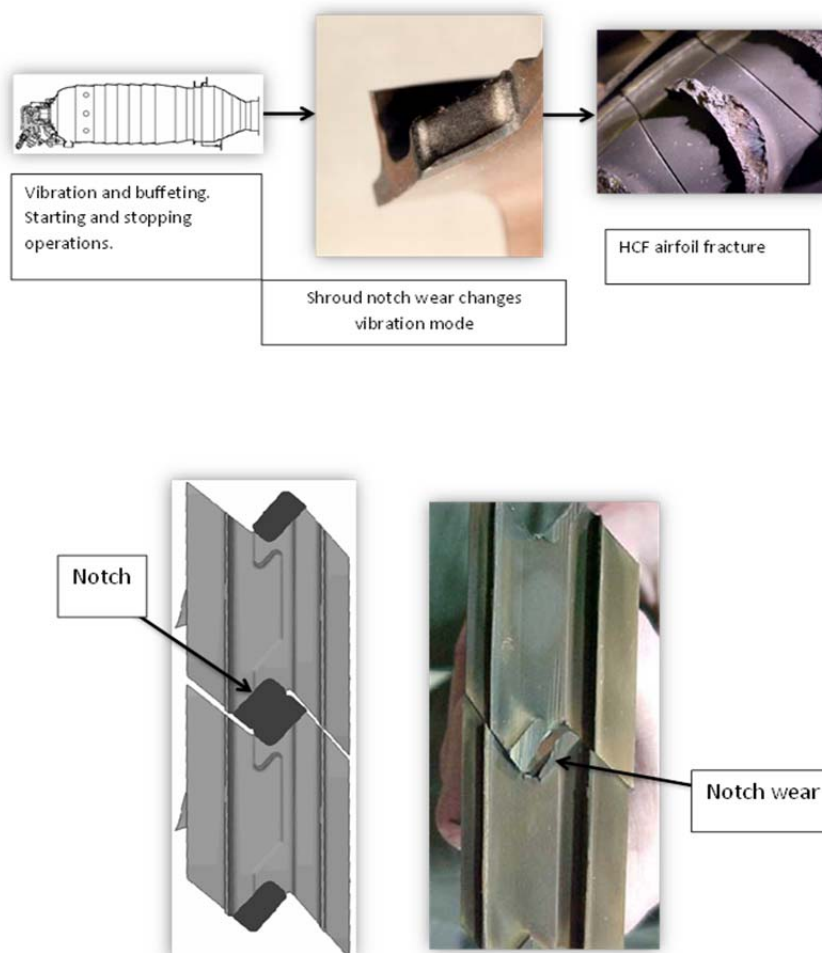 Vibration and buffeting.
Starting and stopping
operations.
Shroud notch wear changes
vibration mode
HCF airfoil fracture
Notch
Notch wear